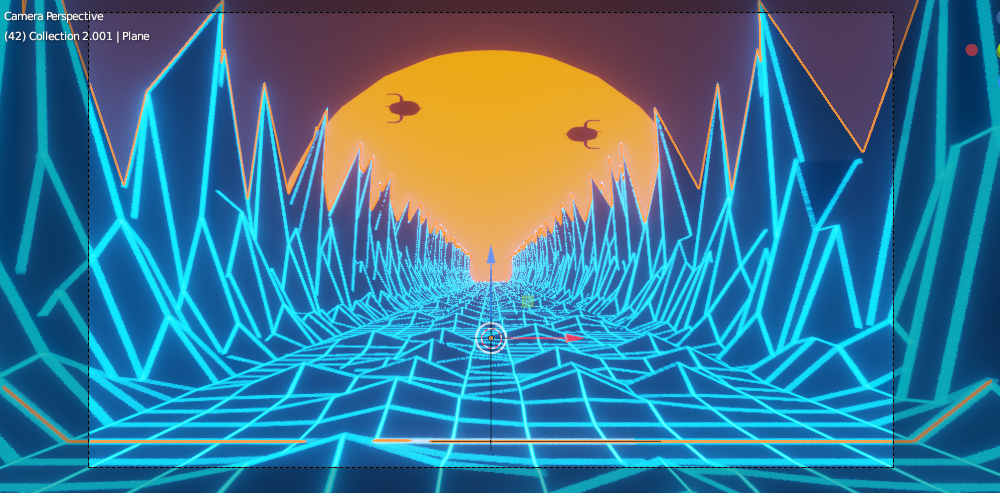 Camera Perspective
(42) Collection 2.001 | Plane